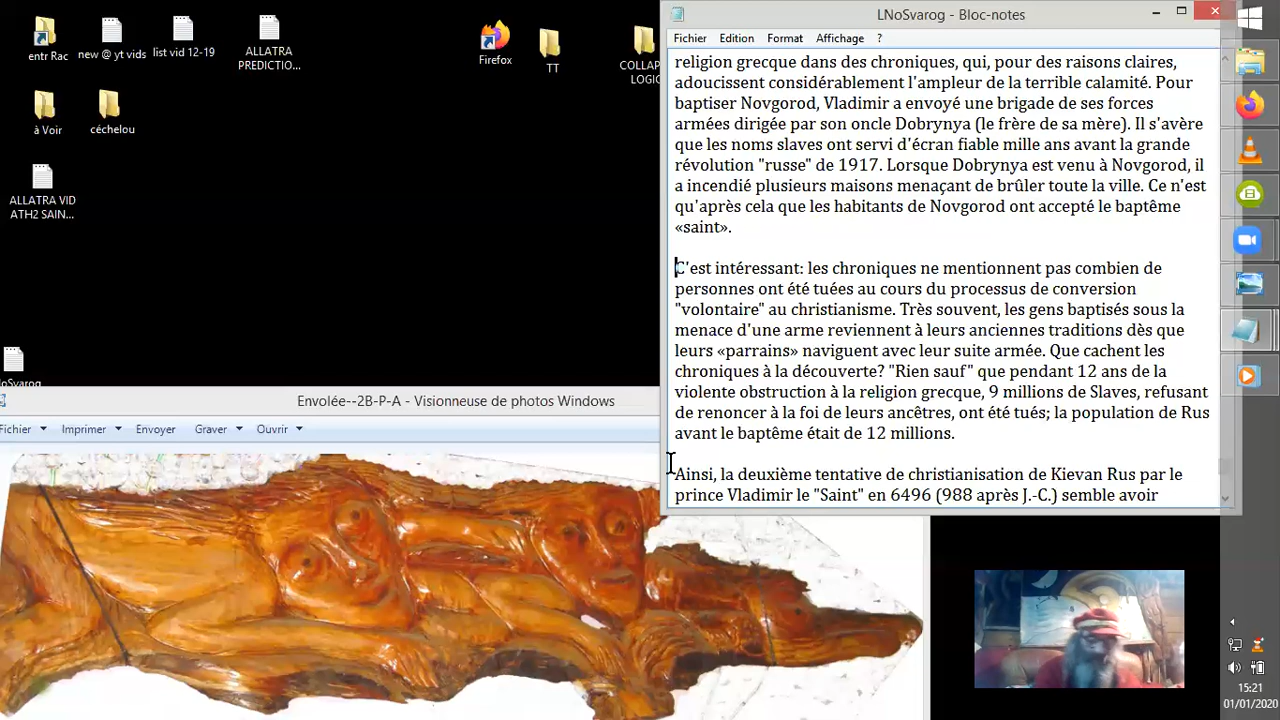 entr Rac
new @ yt vids
list vid 12-19
ALLATRA
PREDICTIO...
Firefox
TT
COLLAP
LOGIC
à Voir
céchelou
ALLATRA VID
ATH2 SAIN...
LNoSvarog - Bloc-notes
Fichier Edition Format Affichage ?
religion grecque dans des chroniques, qui, pour des raisons claires,
adoucissent considérablement l'ampleur de la terrible calamité. Pour
baptiser Novgorod, Vladimir a envoyé une brigade de ses forces
armées dirigée par son oncle Dobrynya (le frère de sa mère). Il s'avère
que les noms slaves ont servi d'écran fiable mille ans avant la grande
révolution "russe" de 1917. Lorsque Dobrynya est venu à Novgorod, il
a incendié plusieurs maisons menaçant de brûler toute la ville. Ce n'est
qu'après cela que les habitants de Novgorod ont accepté le baptême
«saint».
C'est intéressant: les chroniques ne mentionnent pas combien de
personnes ont été tuées au cours du processus de conversion
"volontaire" au christianisme. Très souvent, les gens baptisés sous la
menace d'une arme reviennent à leurs anciennes traditions dès que
leurs «parrains» naviguent avec leur suite armée. Que cachent les
chroniques à la découverte? "Rien sauf" que pendant 12 ans de la
violente obstruction à la religion grecque, 9 millions de Slaves, refusant
de renoncer à la foi de leurs ancêtres, ont été tués; la population de Rus
avant le baptême était de 12 millions.
Ainsi, la deuxième tentative de christianisation de Kievan Rus par le
prince Vladimir le "Saint" en 6496 (988 après J.-C.) semble avoir
NoSvarog
Envolée--2B-P-A - Visionneuse de photos Windows
Fichier Imprimer Envoyer Graver Ouvrir
15:21
01/01/2020